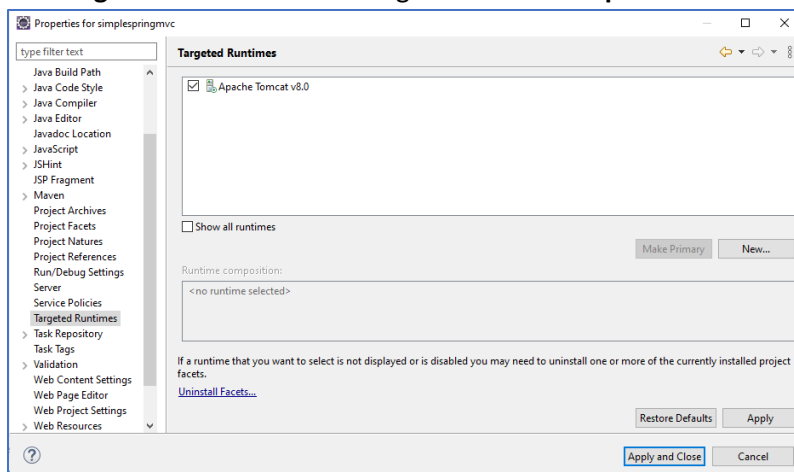 Properties for simplespringmvc
type filter text
Java Build Path
Java Code Style
Java Compiler
Java Editor
Javadoc Location
JavaScript
JSHint
JSP Fragment
Maven
Project Archives
Project Facets
Project Natures
Project References
Run/Debug Settings
Server
Service Policies
Targeted Runtimes
Task Repository
Task Tags
Validation
Web Content Settings
Web Page Editor
Web Project Settings
Web Resources
Targeted Runtimes
Apache Tomcat v8.0
Show all runtimes
Make Primary
New...
Runtime composition:
<no runtime selected>
If a runtime that you want to select is not displayed or is disabled you may need to uninstall one or more of the currently installed project
facets.
Uninstall Facets...
Restore Defaults
Apply
Apply and Close
Cancel